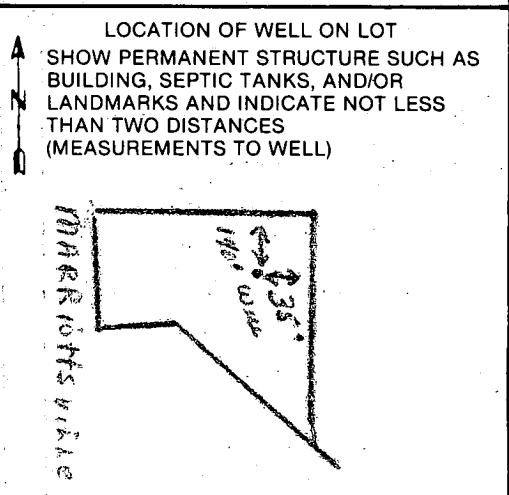 LOCATION OF WELL ON LOT
SHOW PERMANENT STRUCTURE SUCH AS
BUILDING, SEPTIC TANKS, AND/OR
N
LANDMARKS AND INDICATE NOT LESS
THAN TWO DISTANCES
(MEASUREMENTS TO WELL)
35'
MARRiottsville